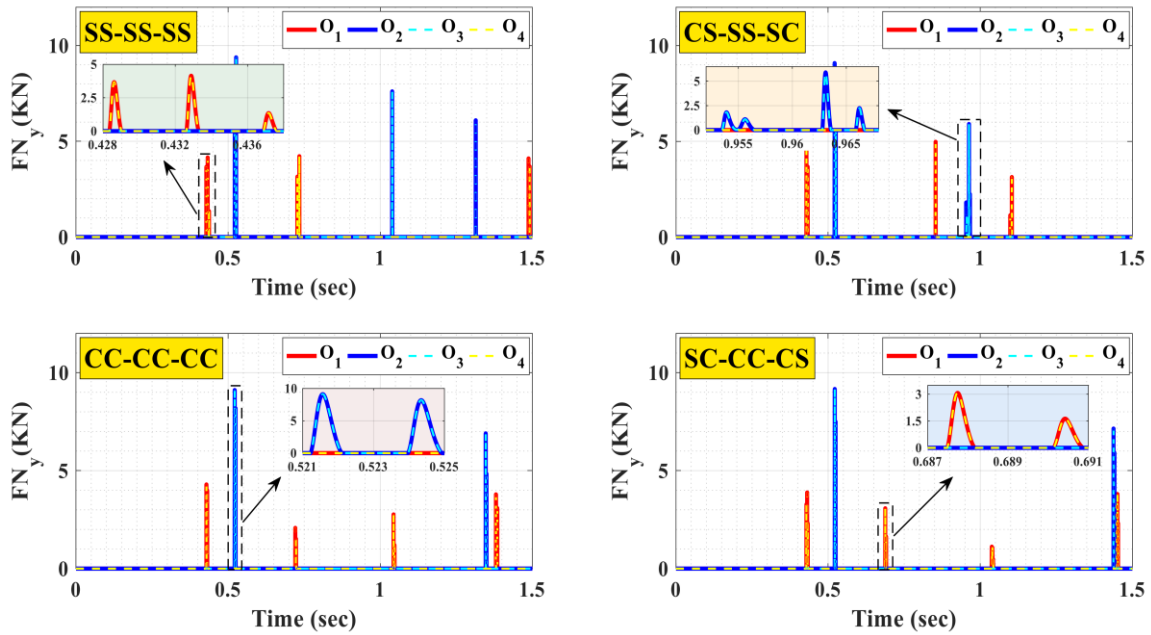 SS-SS-SS
O1 O2 O3 O4
10
5
0
FNy(KN)
5
2.5
0
0.428 0.432 0.436
0 0.5 1 1.5
Time (sec)
CS-SS-SC
O1 O2 O3 O4
10
5
0
FNy(KN)
5
2.5
0
0.955 0.96 0.965
0 0.5 1 1.5
Time (sec)
CC-CC-CC
O1 O2 O3 O4
10
5
0
FNy(KN)
10
5
0
0.521 0.523 0.525
0 0.5 1 1.5
Time (sec)
SC-CC-CS
O1 O2 O3 O4
10
5
0
FNy(KN)
3
2
1
0
0.687 0.689 0.691
0 0.5 1 1.5
Time (sec)